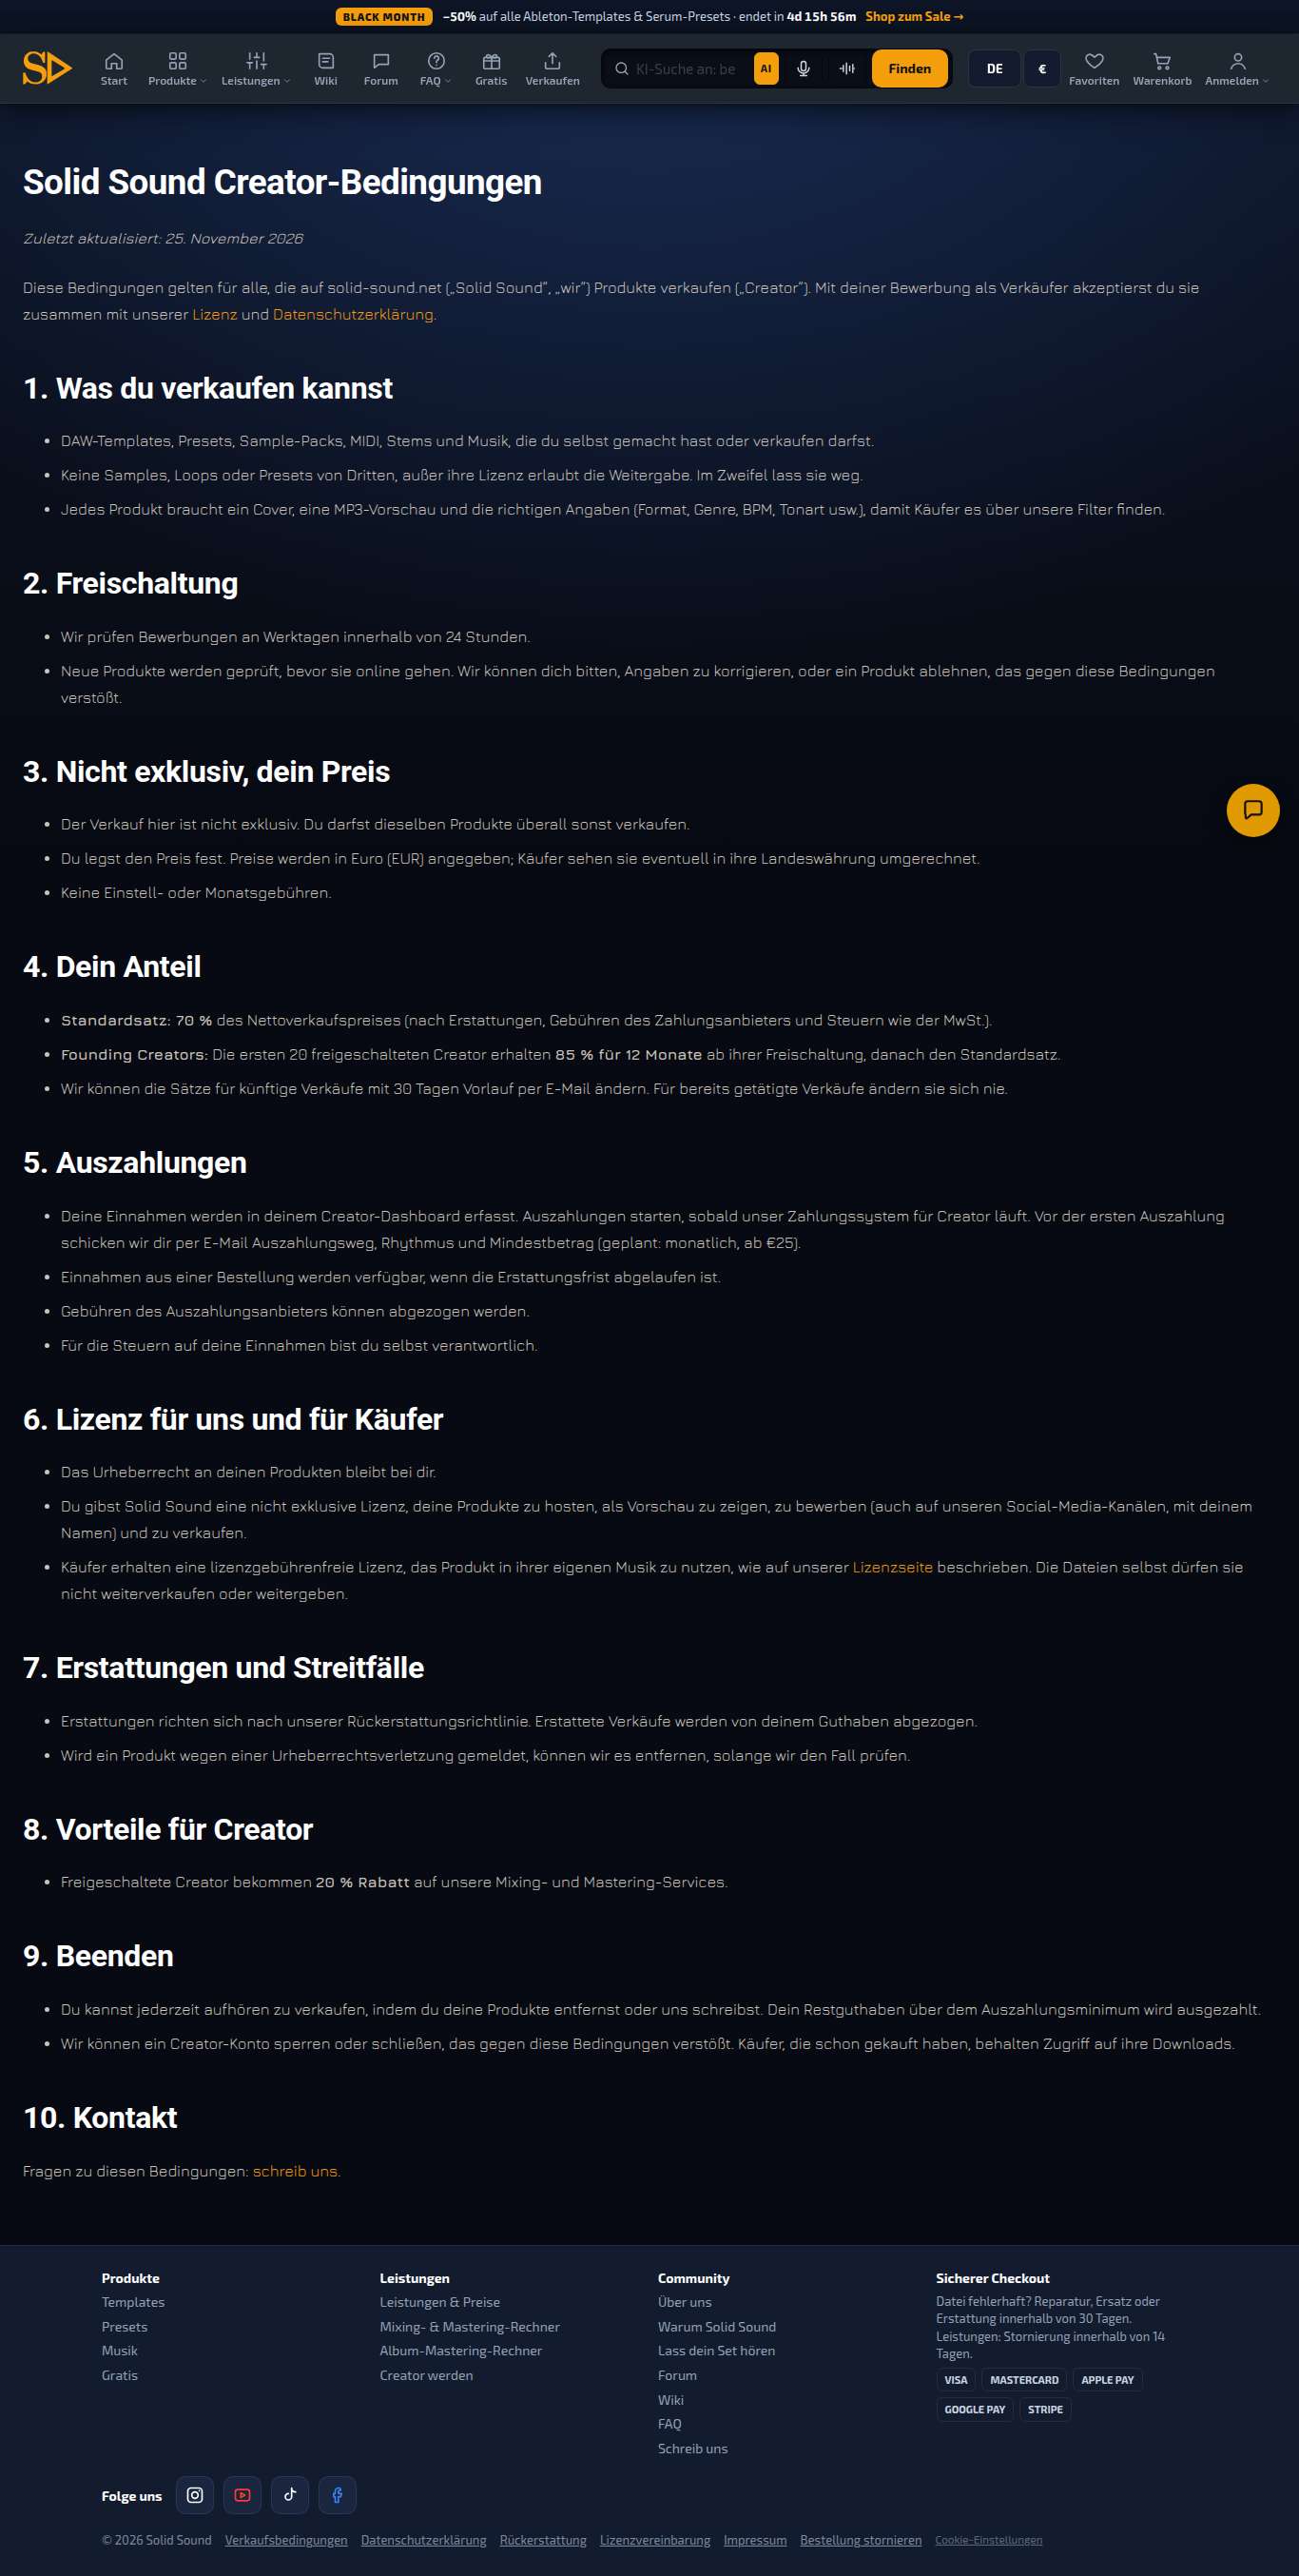 BLACK MONTH −50% auf alle Ableton-Templates & Serum-Presets · endet in 4d 15h 56m Shop zum Sale →
Start Produkte Leistungen Wiki Forum FAQ Gratis Verkaufen KI-Suche an: be AI Finden DE € Favoriten Warenkorb Anmelden
Solid Sound Creator-Bedingungen
Zuletzt aktualisiert: 25. November 2026
Diese Bedingungen gelten für alle, die auf solid-sound.net („Solid Sound“, „wir“) Produkte verkaufen („Creator“). Mit deiner Bewerbung als Verkäufer akzeptierst du sie
zusammen mit unserer Lizenz und Datenschutzerklärung.
1. Was du verkaufen kannst
• DAW-Templates, Presets, Sample-Packs, MIDI, Stems und Musik, die du selbst gemacht hast oder verkaufen darfst.
• Keine Samples, Loops oder Presets von Dritten, außer ihre Lizenz erlaubt die Weitergabe. Im Zweifel lass sie weg.
• Jedes Produkt braucht ein Cover, eine MP3-Vorschau und die richtigen Angaben (Format, Genre, BPM, Tonart usw.), damit Käufer es über unsere Filter finden.
2. Freischaltung
• Wir prüfen Bewerbungen an Werktagen innerhalb von 24 Stunden.
• Neue Produkte werden geprüft, bevor sie online gehen. Wir können dich bitten, Angaben zu korrigieren, oder ein Produkt ablehnen, das gegen diese Bedingungen
verstößt.
3. Nicht exklusiv, dein Preis
• Der Verkauf hier ist nicht exklusiv. Du darfst dieselben Produkte überall sonst verkaufen.
• Du legst den Preis fest. Preise werden in Euro (EUR) angegeben; Käufer sehen sie eventuell in ihre Landeswährung umgerechnet.
• Keine Einstell- oder Monatsgebühren.
4. Dein Anteil
• Standardsatz: 70 % des Nettoverkaufspreises (nach Erstattungen, Gebühren des Zahlungsanbieters und Steuern wie der MwSt.).
• Founding Creators: Die ersten 20 freigeschalteten Creator erhalten 85 % für 12 Monate ab ihrer Freischaltung, danach den Standardsatz.
• Wir können die Sätze für künftige Verkäufe mit 30 Tagen Vorlauf per E-Mail ändern. Für bereits getätigte Verkäufe ändern sie sich nie.
5. Auszahlungen
• Deine Einnahmen werden in deinem Creator-Dashboard erfasst. Auszahlungen starten, sobald unser Zahlungssystem für Creator läuft. Vor der ersten Auszahlung
schicken wir dir per E-Mail Auszahlungsweg, Rhythmus und Mindestbetrag (geplant: monatlich, ab €25).
• Einnahmen aus einer Bestellung werden verfügbar, wenn die Erstattungsfrist abgelaufen ist.
• Gebühren des Auszahlungsanbieters können abgezogen werden.
• Für die Steuern auf deine Einnahmen bist du selbst verantwortlich.
6. Lizenz für uns und für Käufer
• Das Urheberrecht an deinen Produkten bleibt bei dir.
• Du gibst Solid Sound eine nicht exklusive Lizenz, deine Produkte zu hosten, als Vorschau zu zeigen, zu bewerben (auch auf unseren Social-Media-Kanälen, mit deinem
Namen) und zu verkaufen.
• Käufer erhalten eine lizenzgebührenfreie Lizenz, das Produkt in ihrer eigenen Musik zu nutzen, wie auf unserer Lizenzseite beschrieben. Die Dateien selbst dürfen sie
nicht weiterverkaufen oder weitergeben.
7. Erstattungen und Streitfälle
• Erstattungen richten sich nach unserer Rückerstattungsrichtlinie. Erstattete Verkäufe werden von deinem Guthaben abgezogen.
• Wird ein Produkt wegen einer Urheberrechtsverletzung gemeldet, können wir es entfernen, solange wir den Fall prüfen.
8. Vorteile für Creator
• Freigeschaltete Creator bekommen 20 % Rabatt auf unsere Mixing- und Mastering-Services.
9. Beenden
• Du kannst jederzeit aufhören zu verkaufen, indem du deine Produkte entfernst oder uns schreibst. Dein Restguthaben über dem Auszahlungsminimum wird ausgezahlt.
• Wir können ein Creator-Konto sperren oder schließen, das gegen diese Bedingungen verstößt. Käufer, die schon gekauft haben, behalten Zugriff auf ihre Downloads.
10. Kontakt
Fragen zu diesen Bedingungen: schreib uns.
Produkte
Templates
Presets
Musik
Gratis
Leistungen
Leistungen & Preise
Mixing- & Mastering-Rechner
Album-Mastering-Rechner
Creator werden
Community
Über uns
Warum Solid Sound
Lass dein Set hören
Forum
Wiki
FAQ
Schreib uns
Sicherer Checkout
Datei fehlerhaft? Reparatur, Ersatz oder
Erstattung innerhalb von 30 Tagen.
Leistungen: Stornierung innerhalb von 14
Tagen.
VISA MASTERCARD APPLE PAY
GOOGLE PAY STRIPE
Folge uns
© 2026 Solid Sound Verkaufsbedingungen Datenschutzerklärung Rückerstattung Lizenzvereinbarung Impressum Bestellung stornieren Cookie-Einstellungen